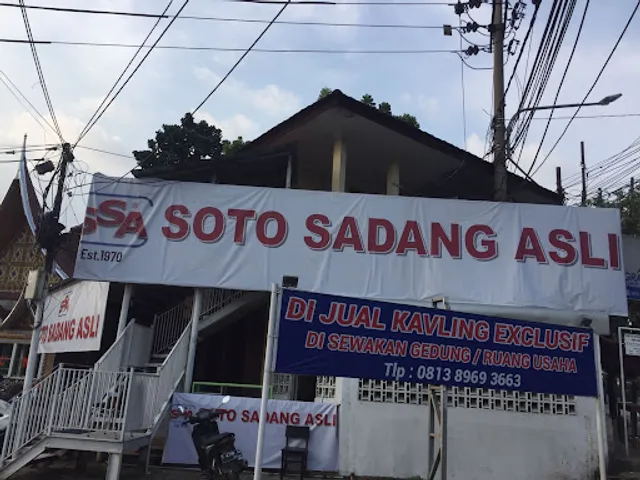 SSA
Est.1970
SOTO SADANG ASLI
SOTO SADANG ASLI
DI JUAL KAVLING EXCLUSIF
DI SEWAKAN GEDUNG / RUANG USAHA
Tlp : 0813 8969 3663
SOTO SADANG ASLI